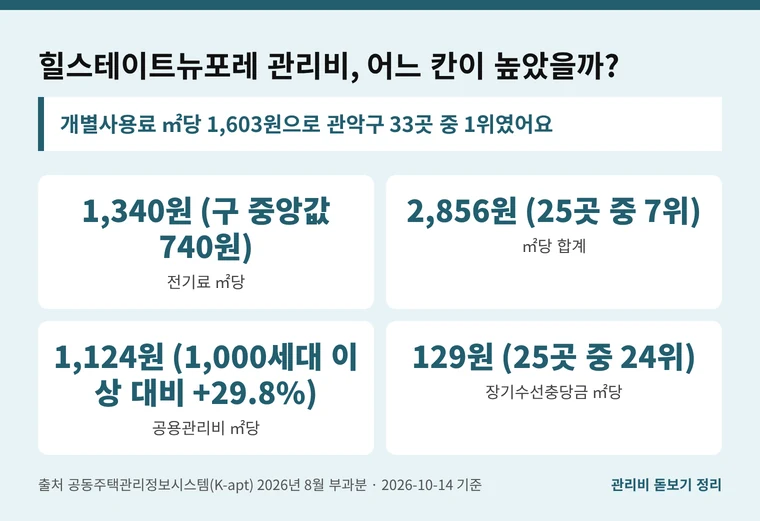 힐스테이트뉴포레 관리비, 어느 칸이 높았을까?
개별사용료 ㎡당 1,603원으로 관악구 33곳 중 1위였어요
1,340원 (구 중앙값
740원)
전기료 ㎡당
2,856원 (25곳 중 7위)
㎡당 합계
1,124원 (1,000세대 이
상 대비 +29.8%)
공용관리비 ㎡당
129원 (25곳 중 24위)
장기수선충당금 ㎡당
출처 공동주택관리정보시스템(K-apt) 2026년 8월 부과분 · 2026-10-14 기준
관리비 돋보기 정리